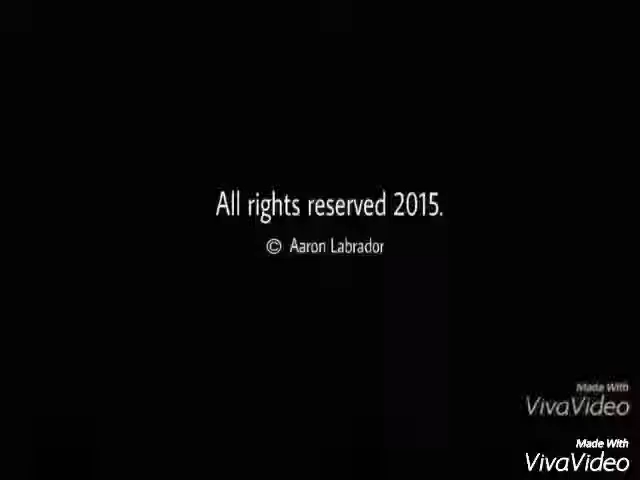 All rights reserved 2015.
© Aaron Labrador
Made With
VivaVideo
Made With
VivaVideo